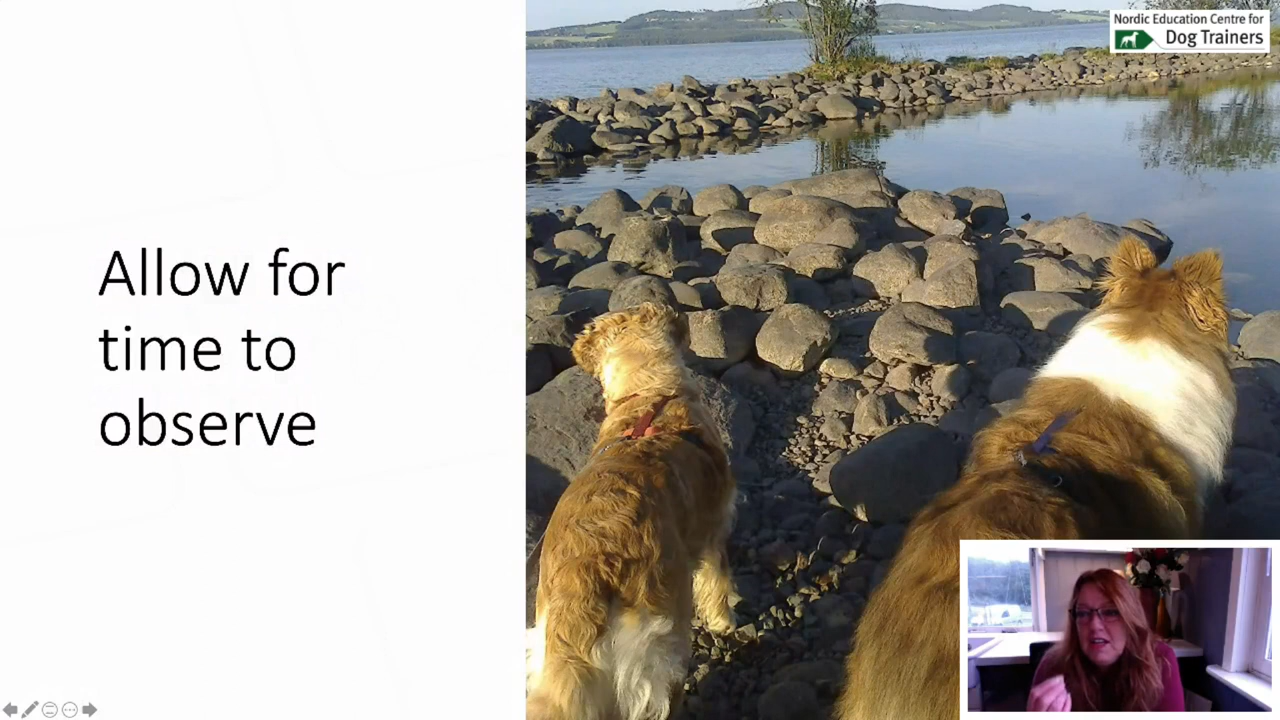 Nordic Education Centre for
Dog Trainers
Allow for
time to
observe